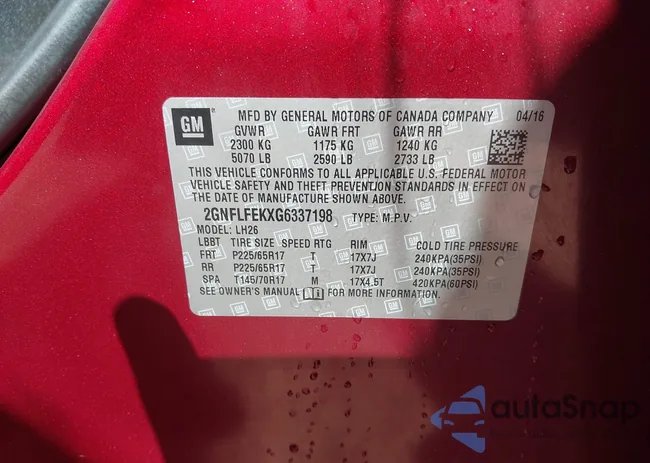 GM ® MFD BY GENERAL MOTORS OF CANADA COMPANY 04/16
GVWR GAWR FRT GAWR RR
2300 KG 1175 KG 1240 KG
5070 LB 2590 LB 2733 LB
THIS VEHICLE CONFORMS TO ALL APPLICABLE U.S. FEDERAL MOTOR
VEHICLE SAFETY AND THEFT PREVENTION STANDARDS IN EFFECT ON
THE DATE OF MANUFACTURE SHOWN ABOVE.
2GNFLFEKXG6337198 TYPE: M.P.V.
MODEL: LH26
LBBT TIRE SIZE SPEED RTG RIM COLD TIRE PRESSURE
FRT P225/65R17 T 17X7J 240KPA(35PSI)
RR P225/65R17 T 17X7J 240KPA(35PSI)
SPA T145/70R17 M 17X4.5T 420KPA(60PSI)
SEE OWNER'S MANUAL FOR MORE INFORMATION.
autoSnap